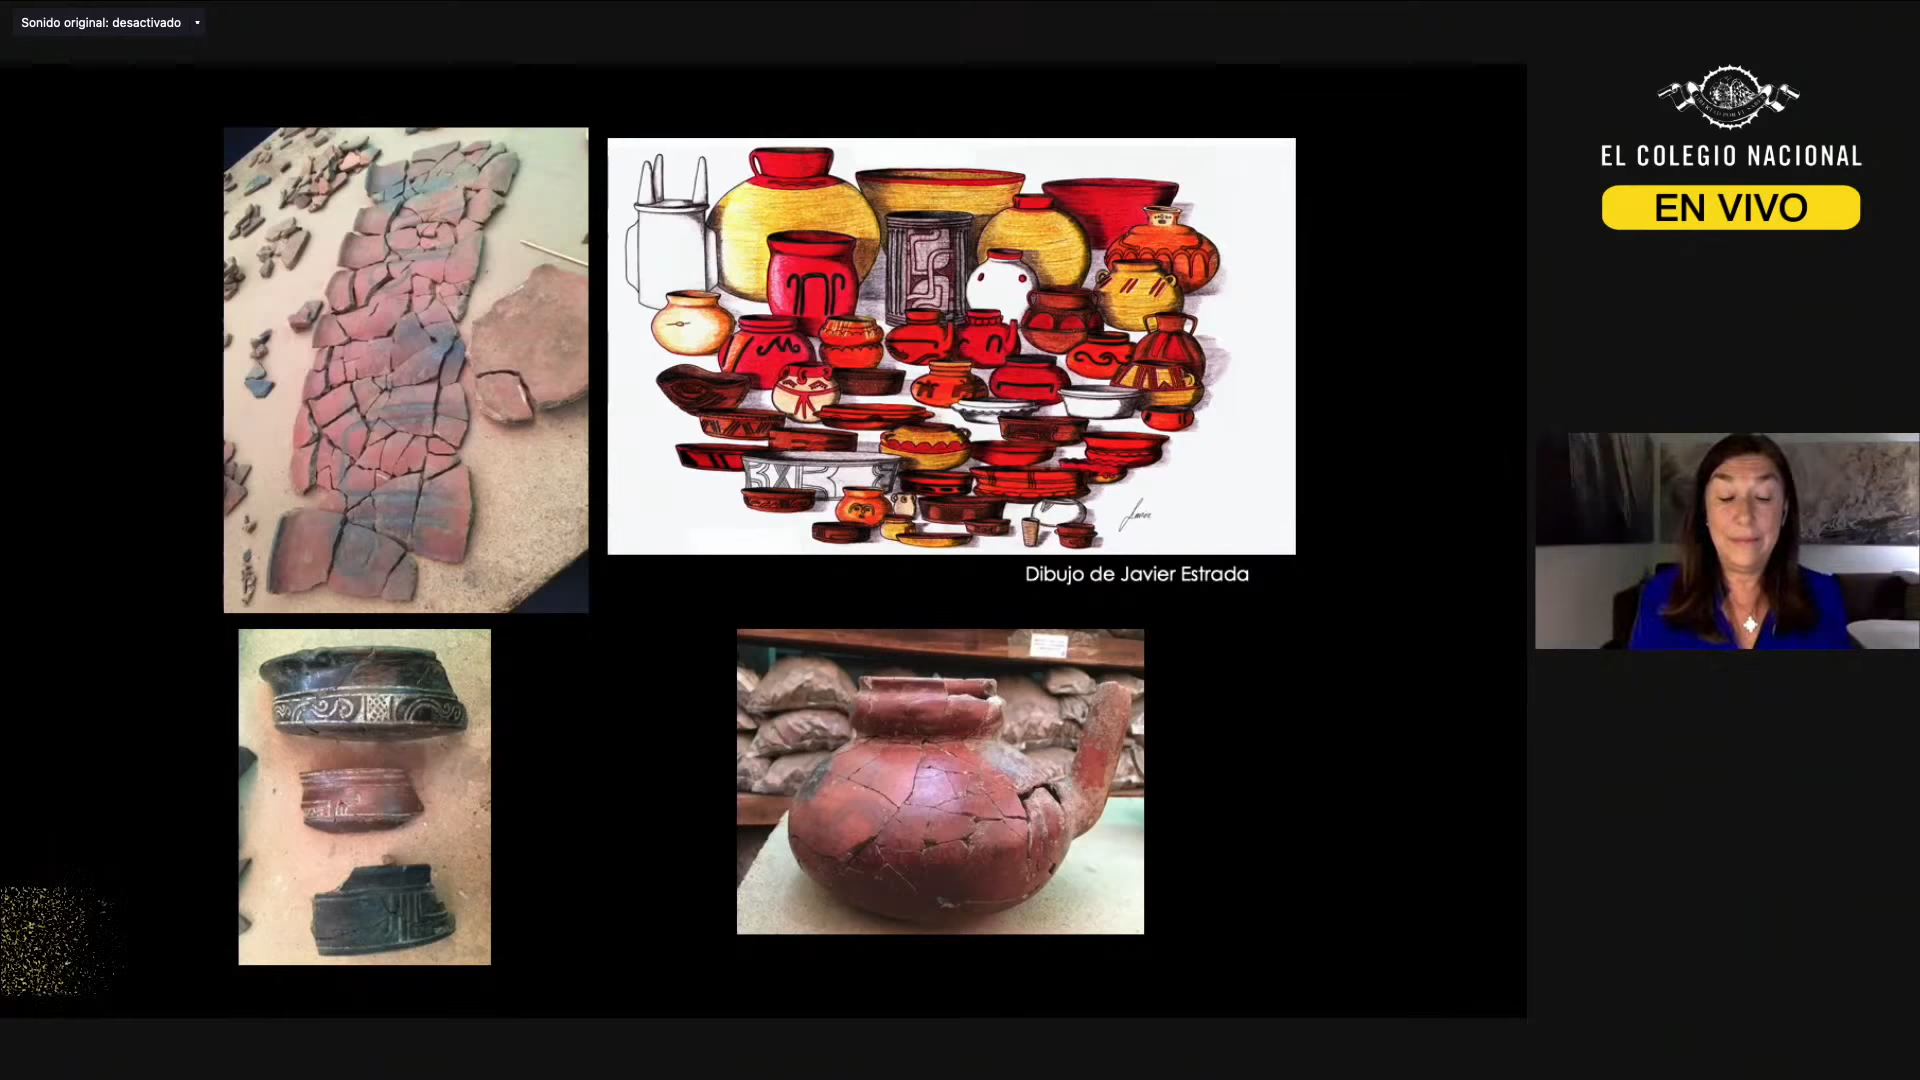 Sonido original: desactivado
EL COLEGIO NACIONAL
EN VIVO
Dibujo de Javier Estrada